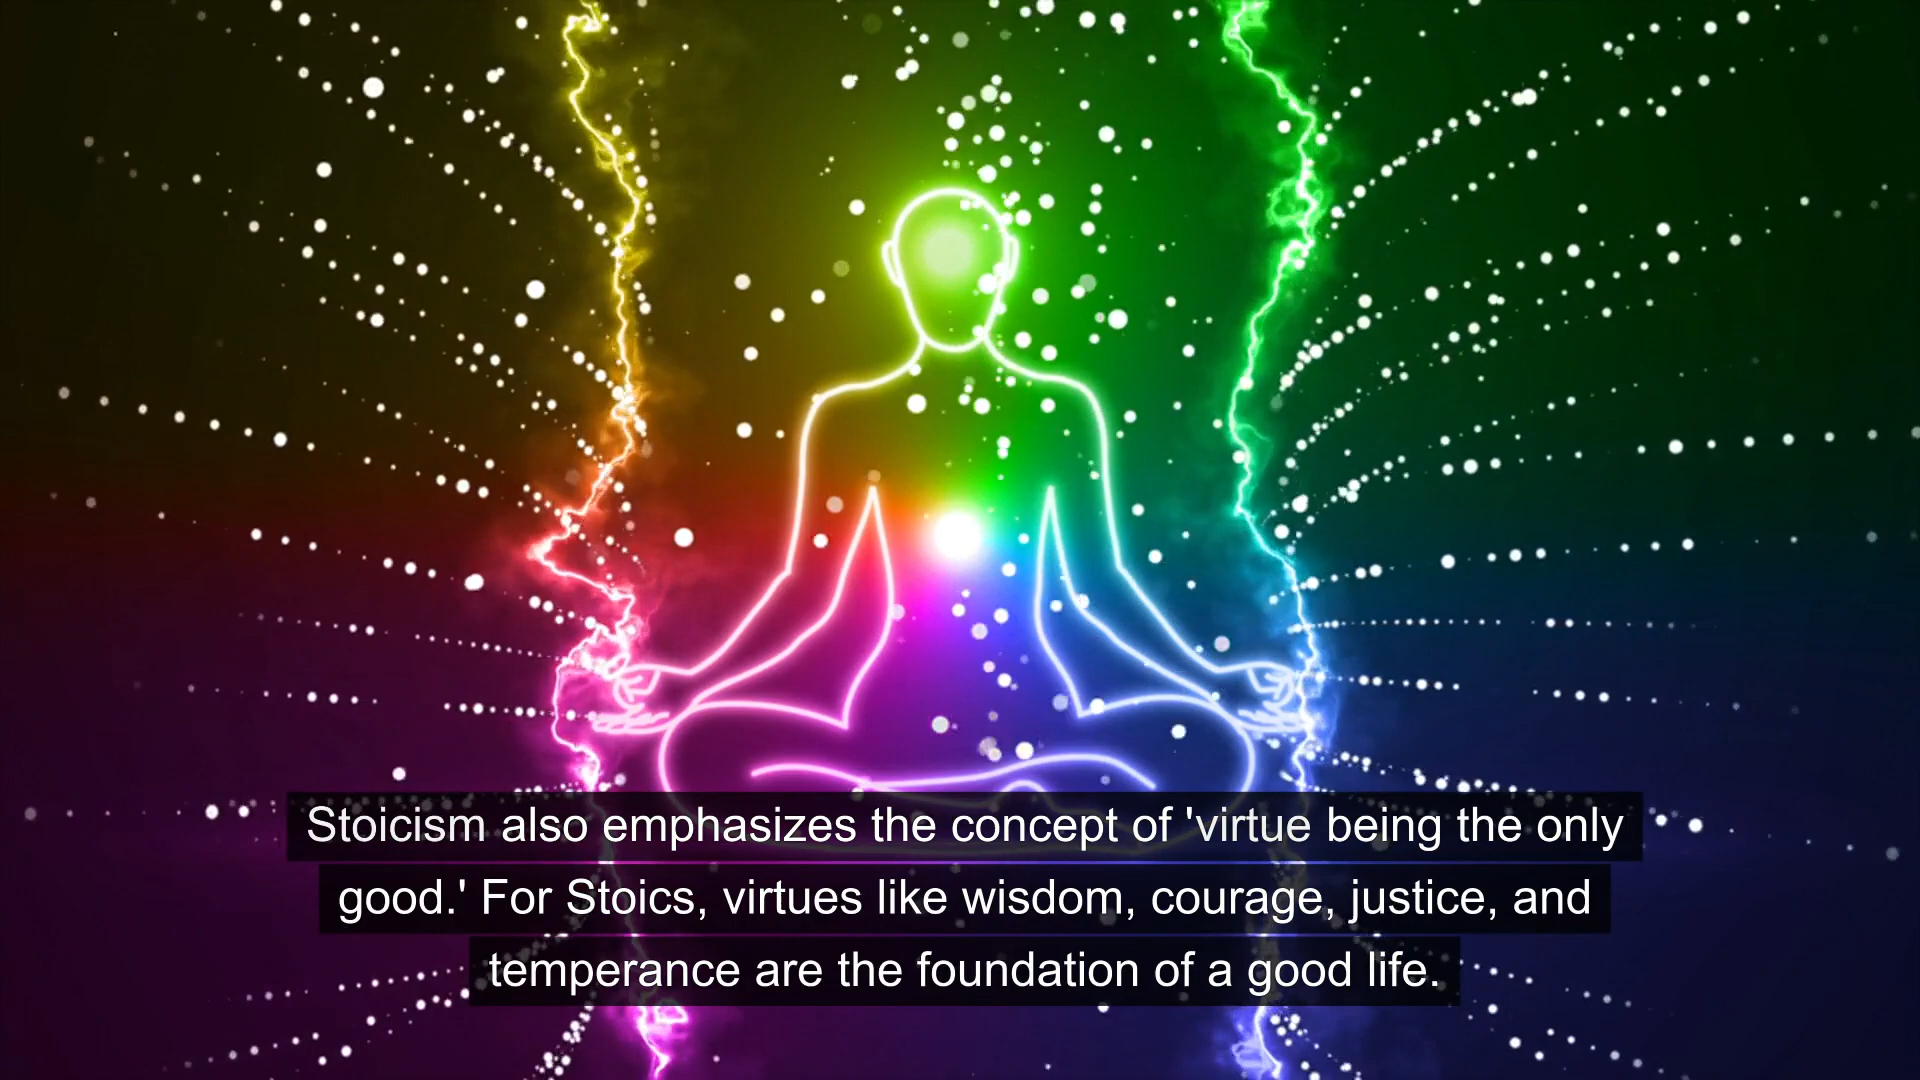 Stoicism also emphasizes the concept of 'virtue being the only
good.' For Stoics, virtues like wisdom, courage, justice, and
temperance are the foundation of a good life.